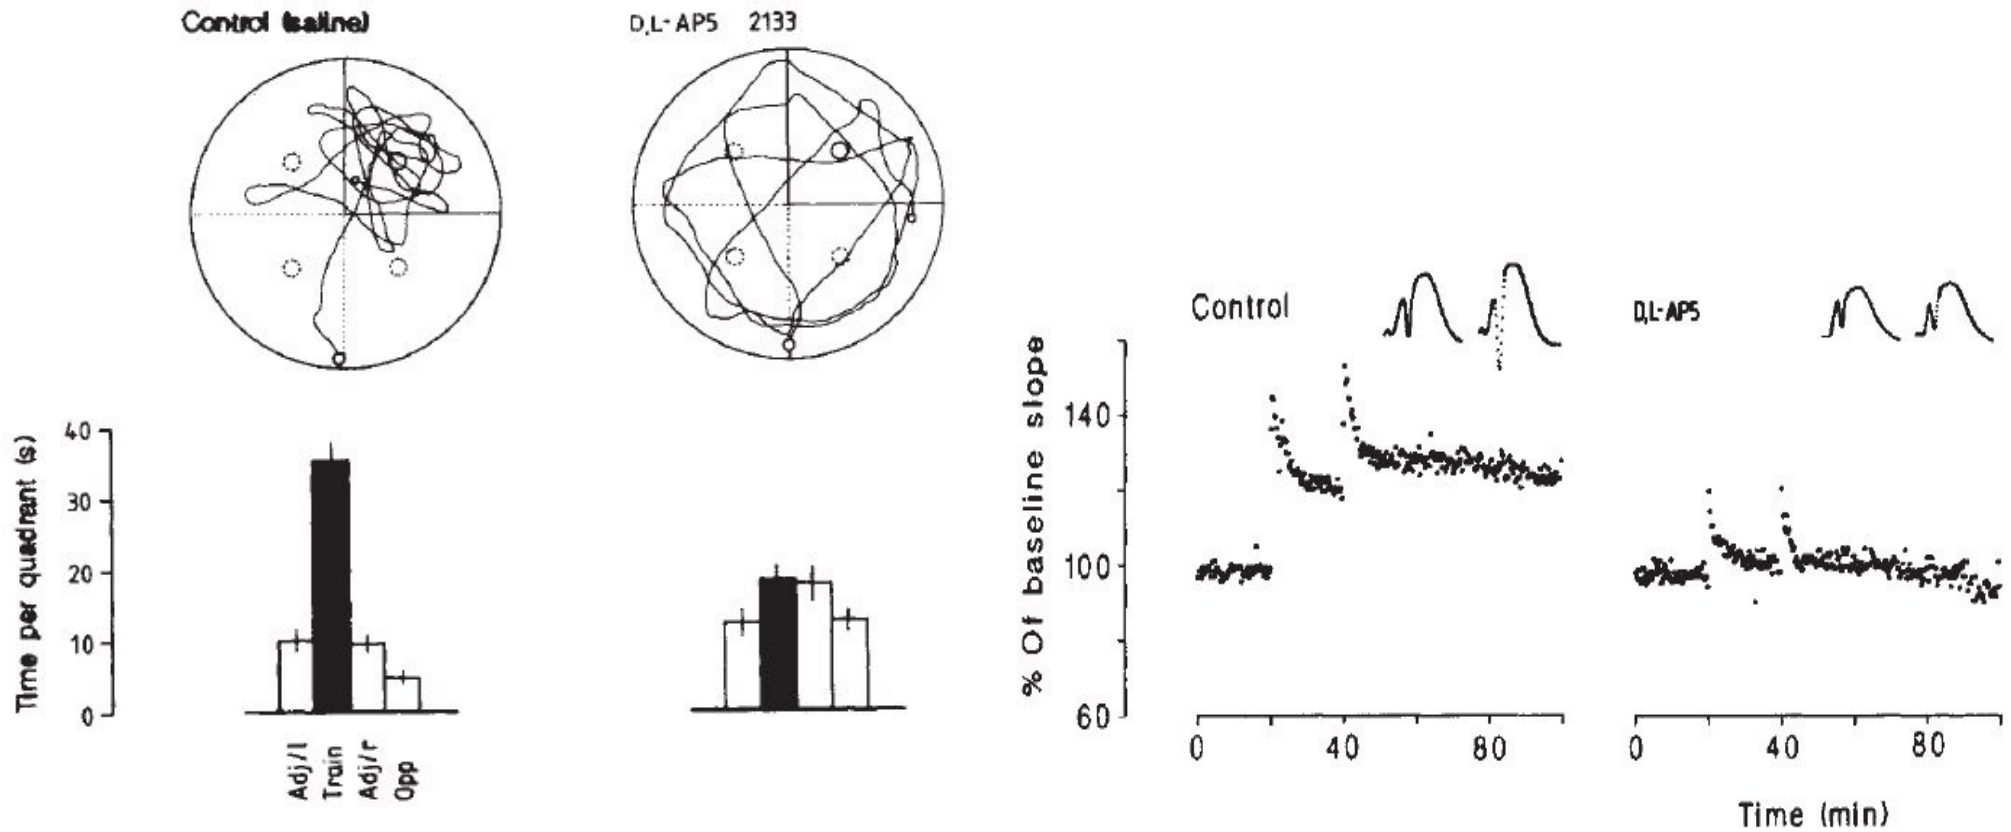 Control (saline)
D,L-AP5 2133
Time per quadrant (s)
40
30
20
10
0
Adj/l
Train
Adj/r
Opp
Control
D,L-AP5
% Of baseline slope
140
100
60
0 40 80
0 40 80
Time (min)